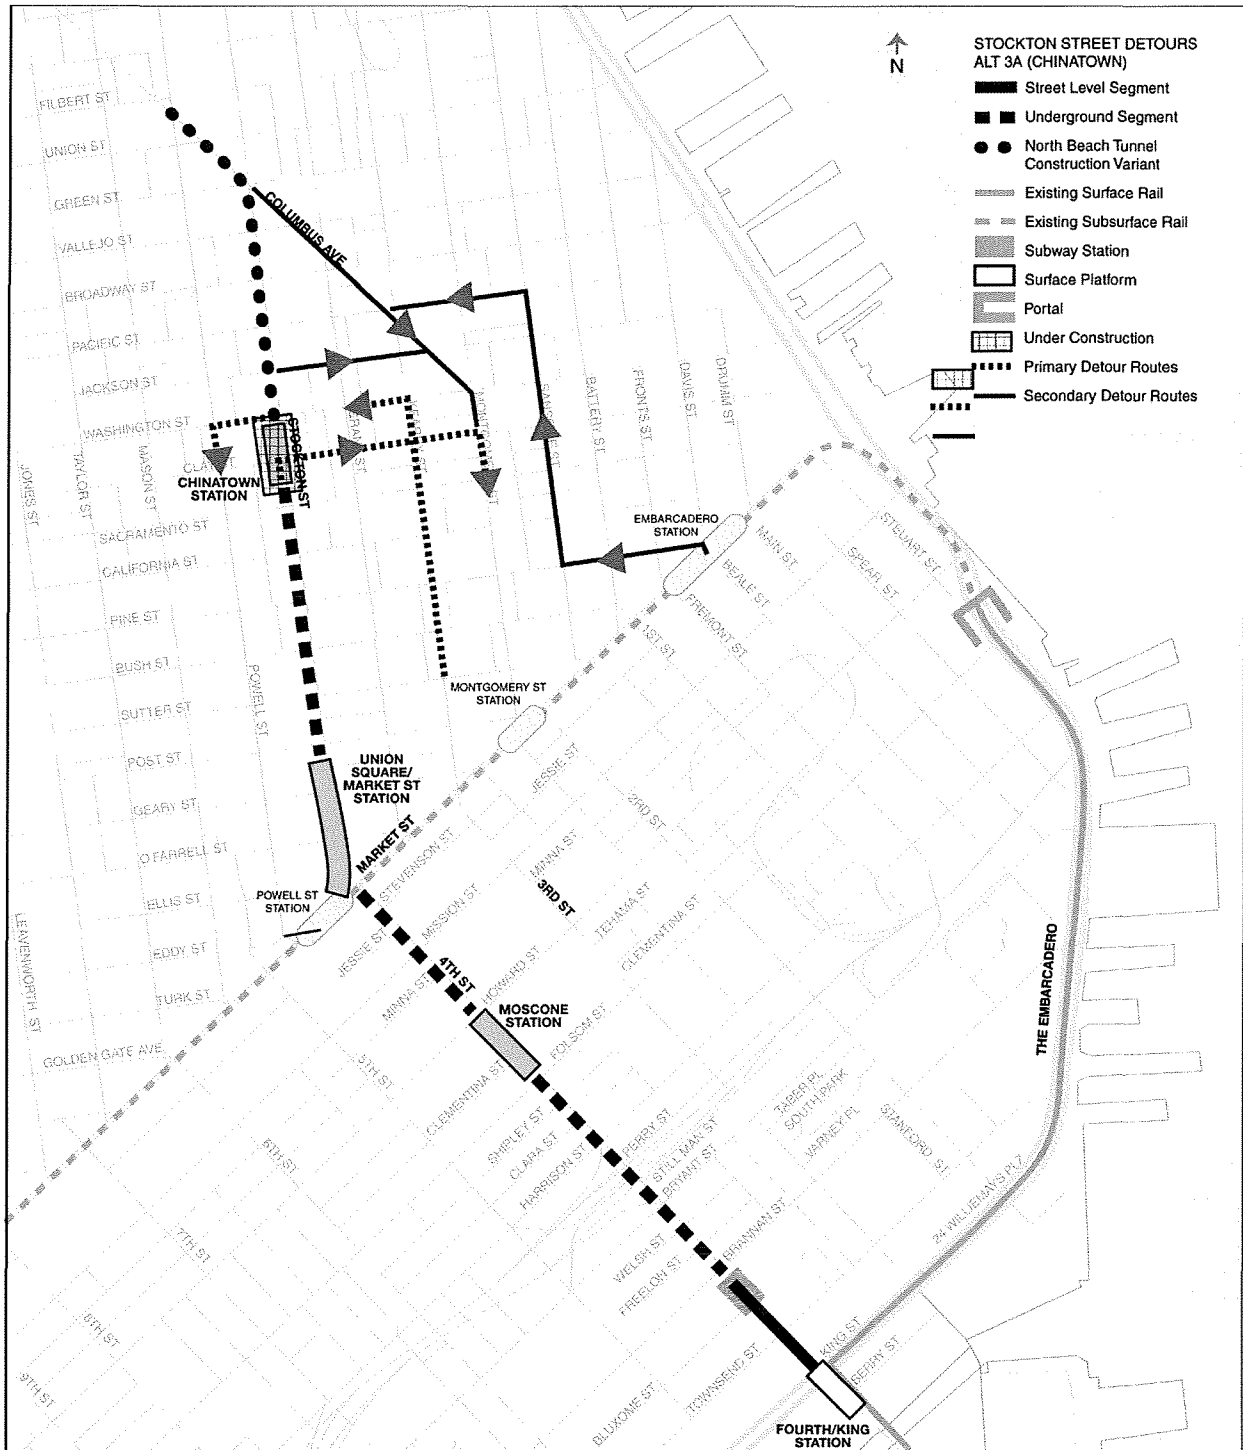 N
STOCKTON STREET DETOURS
ALT 3A (CHINATOWN)
Street Level Segment
Underground Segment
North Beach Tunnel
Construction Variant
Existing Surface Rail
Existing Subsurface Rail
Subway Station
Surface Platform
Portal
Under Construction
Primary Detour Routes
Secondary Detour Routes
FILBERT ST
UNION ST
GREEN ST
VALLEJO ST
BROADWAY ST
PACIFIC ST
JACKSON ST
WASHINGTON ST
COLUMBUS AVE
STOCKTON ST
CHINATOWN
STATION
JONES ST
TAYLOR ST
MASON ST
SACRAMENTO ST
CALIFORNIA ST
PINE ST
BUSH ST
SUTTER ST
POST ST
GEARY ST
O'FARRELL ST
ELLIS ST
EDDY ST
TURK ST
GOLDEN GATE AVE
LEAVENWORTH ST
POWELL ST
BATTERY ST
FRONT ST
DAVIS ST
DRUMM ST
EMBARCADERO
STATION
MAIN ST
BEALE ST
FREMONT ST
1ST ST
SPEAR ST
STEUART ST
MONTGOMERY ST
STATION
UNION
SQUARE/
MARKET ST
STATION
MARKET ST
POWELL ST
STATION
STEVENSON ST
JESSIE ST
MISSION ST
MINNA ST
JESSIE ST
MINNA ST
2ND ST
3RD ST
TEHAMA ST
CLEMENTINA ST
4TH ST
HOWARD ST
MOSCONE
STATION
FOLSOM ST
CLEMENTINA ST
5TH ST
6TH ST
7TH ST
8TH ST
9TH ST
SHIPLEY ST
CLARA ST
HARRISON ST
PERRY ST
STILLMAN ST
BRYANT ST
TABER PL
SOUTH PARK
VARNEY PL
STANFORD ST
THE EMBARCADERO
24 WILLIE MAYS PLZ
BRANNAN ST
WELSH ST
FREELON ST
BLUXOME ST
TOWNSEND ST
KING ST
BERRY ST
FOURTH/KING
STATION